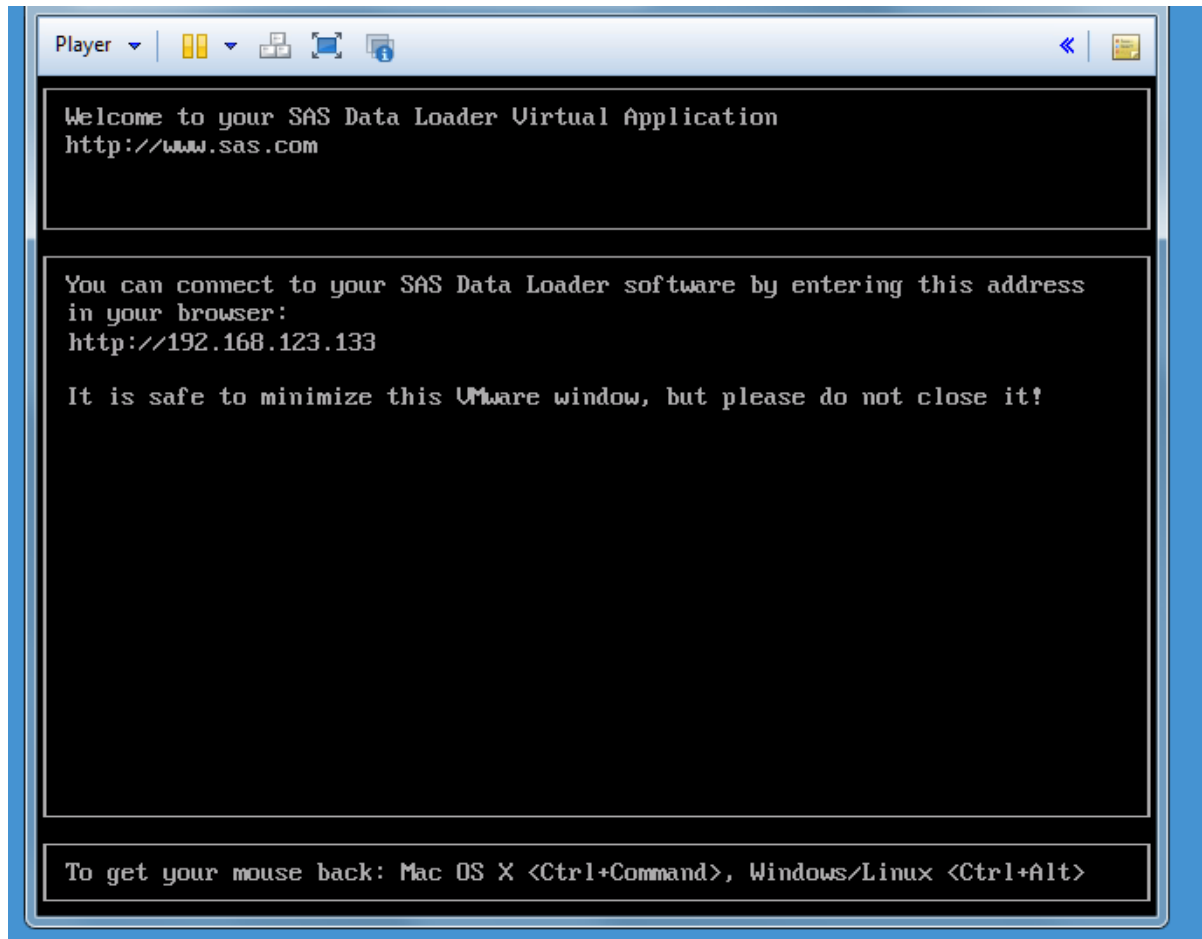 Player
Welcome to your SAS Data Loader Virtual Application
http://www.sas.com
You can connect to your SAS Data Loader software by entering this address
in your browser:
http://192.168.123.133
It is safe to minimize this VMware window, but please do not close it!
To get your mouse back: Mac OS X <Ctrl+Command>, Windows/Linux <Ctrl+Alt>